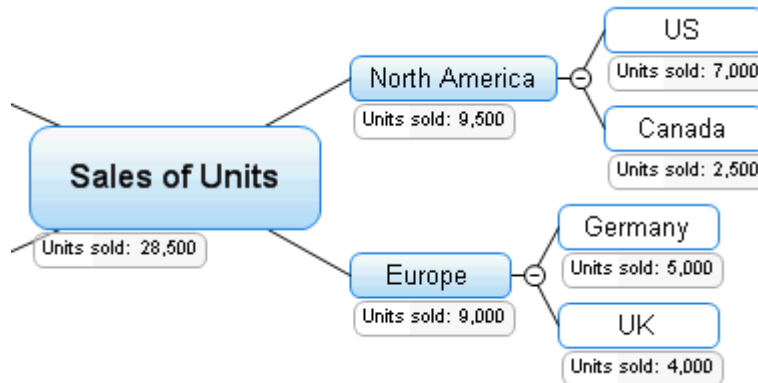 US
Units sold: 7,000
North America
Units sold: 9,500
Canada
Units sold: 2,500
Sales of Units
Units sold: 28,500
Germany
Units sold: 5,000
Europe
Units sold: 9,000
UK
Units sold: 4,000